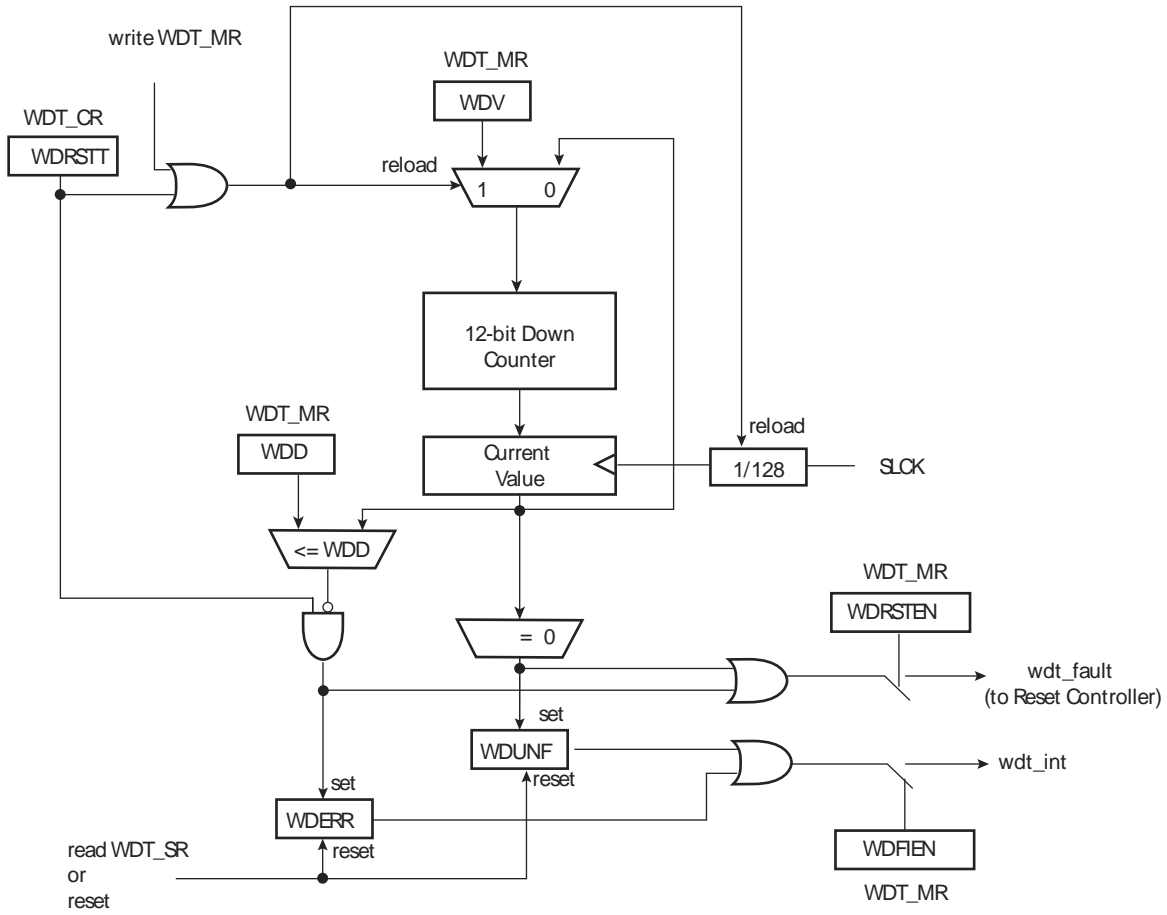 write WDT_MR
WDT_MR
WDV
WDT_CR
WDRSTT
reload
1 0
12-bit Down
Counter
WDT_MR
WDD
Current
Value
reload
1/128
SLCK
<= WDD
= 0
WDT_MR
WDRSTEN
wdt_fault
(to Reset Controller)
set
WDUNF
reset
wdt_int
set
WDERR
reset
WDFIEN
WDT_MR
read WDT_SR
or
reset